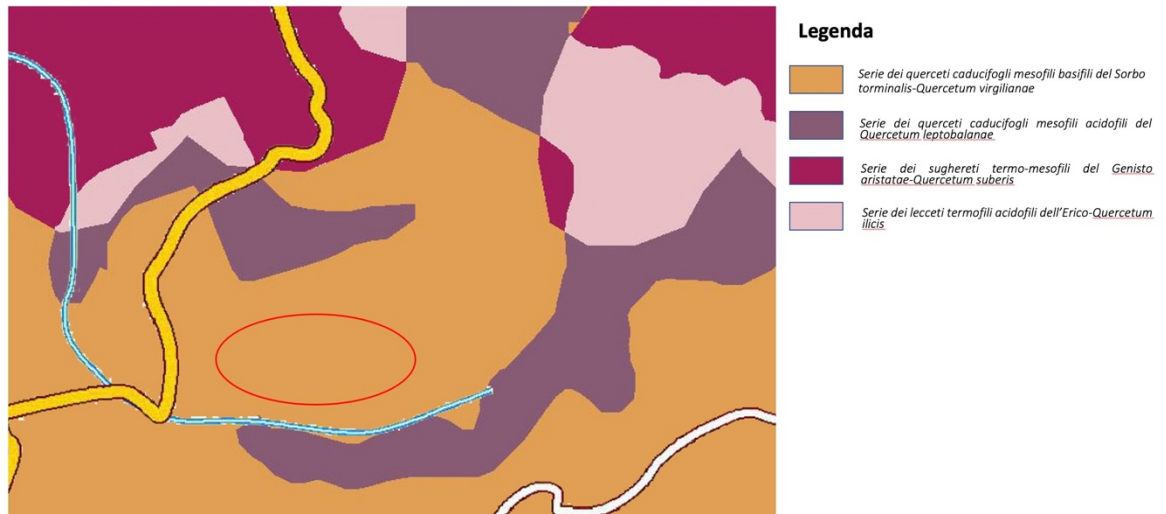 Legenda
Serie dei querceti caducifogli mesofili basifili del Sorbo
torminalis-Quercetum virgilianae
Serie dei querceti caducifogli mesofili acidofili del
Quercetum leptobalanae
Serie dei sughereti termo-mesofili del Genisto
aristatae-Quercetum suberis
Serie dei lecceti termofili acidofili dell’Erico-Quercetum
ilicis